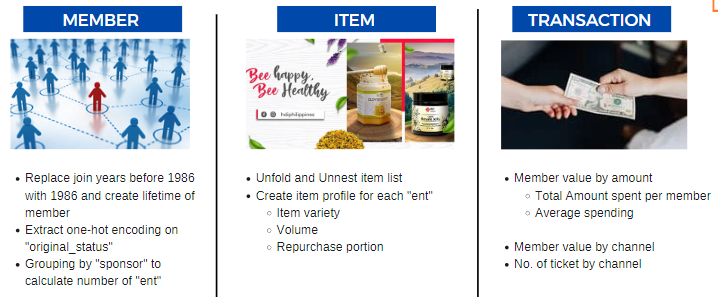 MEMBER
Replace join years before 1986
with 1986 and create lifetime of
member
Extract one-hot encoding on
"original_status"
Grouping by "sponsor" to
calculate number of "ent"
ITEM
Bee happy,
Bee Healthy
hdiphilippines
Unfold and Unnest item list
Create item profile for each "ent"
Item variety
Volume
Repurchase portion
TRANSACTION
Member value by amount
Total Amount spent per member
Average spending
Member value by channel
No. of ticket by channel